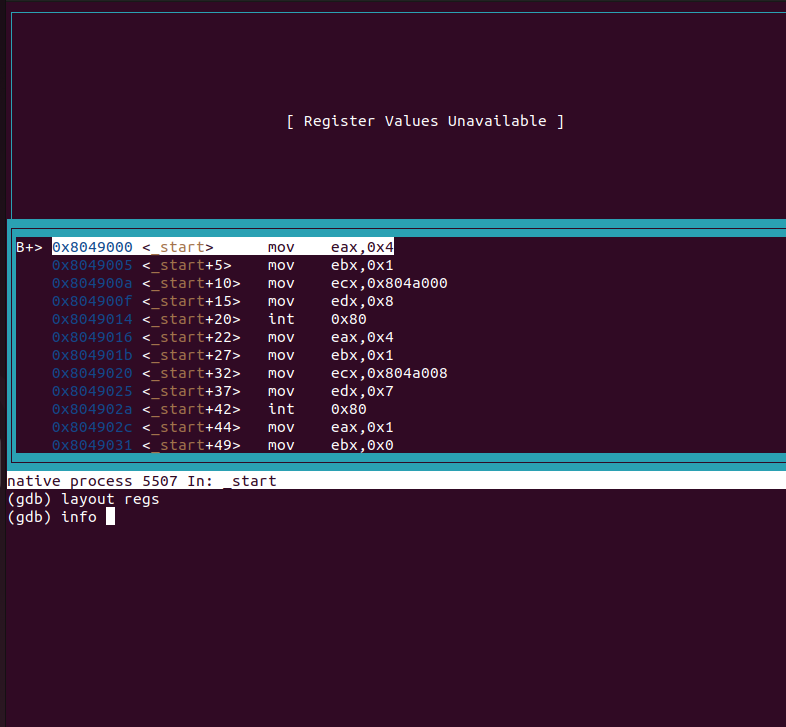 [ Register Values Unavailable ]
B+> 0x8049000 <_start> mov eax,0x4
0x8049005 <_start+5> mov ebx,0x1
0x804900a <_start+10> mov ecx,0x804a000
0x804900f <_start+15> mov edx,0x8
0x8049014 <_start+20> int 0x80
0x8049016 <_start+22> mov eax,0x4
0x804901b <_start+27> mov ebx,0x1
0x8049020 <_start+32> mov ecx,0x804a008
0x8049025 <_start+37> mov edx,0x7
0x804902a <_start+42> int 0x80
0x804902c <_start+44> mov eax,0x1
0x8049031 <_start+49> mov ebx,0x0
native process 5507 In: _start
(gdb) layout regs
(gdb) info